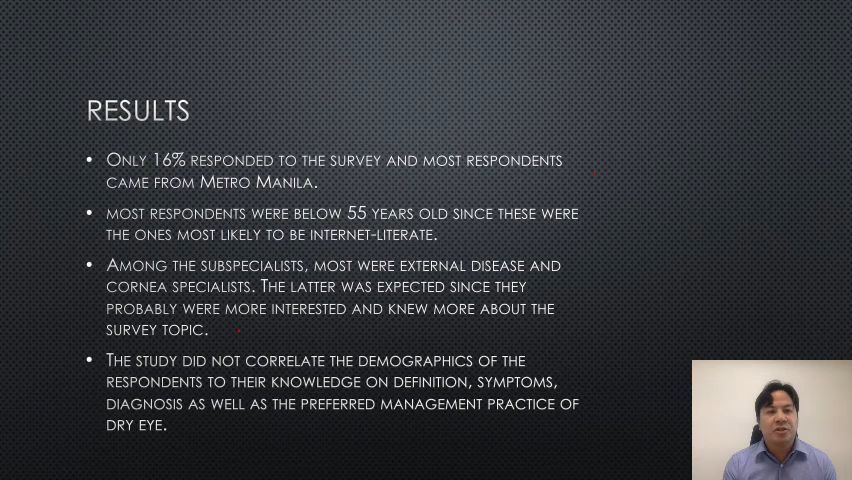 RESULTS
• ONLY 16% RESPONDED TO THE SURVEY AND MOST RESPONDENTS
CAME FROM METRO MANILA.
• MOST RESPONDENTS WERE BELOW 55 YEARS OLD SINCE THESE WERE
THE ONES MOST LIKELY TO BE INTERNET-LITERATE.
• AMONG THE SUBSPECIALISTS, MOST WERE EXTERNAL DISEASE AND
CORNEA SPECIALISTS. THE LATTER WAS EXPECTED SINCE THEY
PROBABLY WERE MORE INTERESTED AND KNEW MORE ABOUT THE
SURVEY TOPIC.
• THE STUDY DID NOT CORRELATE THE DEMOGRAPHICS OF THE
RESPONDENTS TO THEIR KNOWLEDGE ON DEFINITION, SYMPTOMS,
DIAGNOSIS AS WELL AS THE PREFERRED MANAGEMENT PRACTICE OF
DRY EYE.